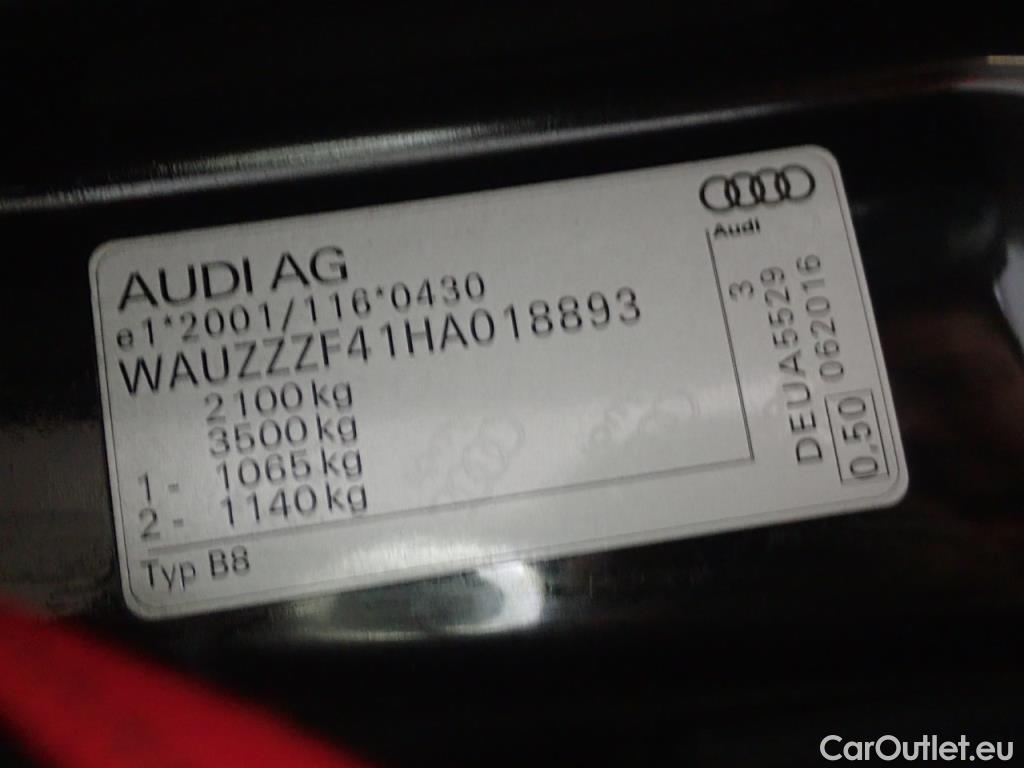 Audi
AUDI AG
e1*2001/116*0430
WAUZZZF41HA018893
2100 kg
3500 kg
1 - 1065 kg
2 - 1140 kg
Typ B8
3
DEUA5529
062016
0,50
CarOutlet.eu